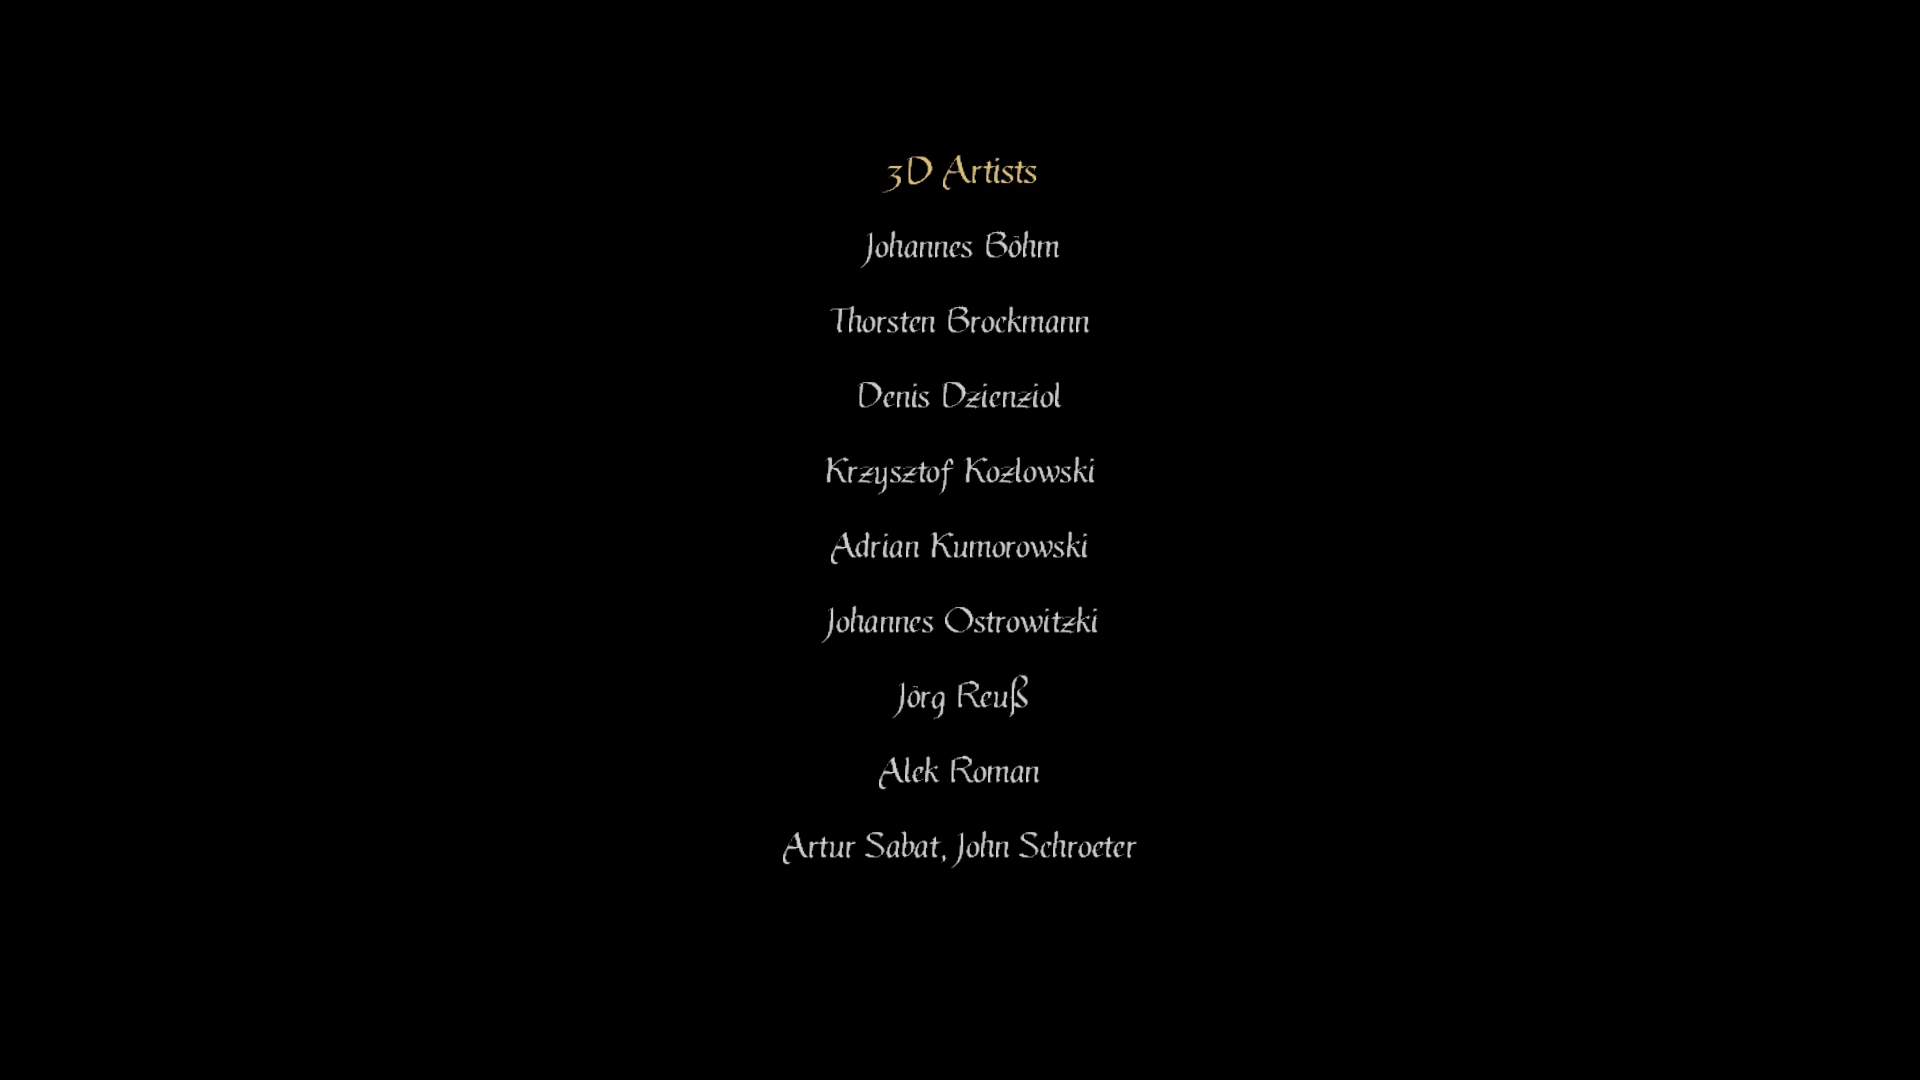 3D Artists
Johannes Böhm
Thorsten Brockmann
Denis Dzienziol
Krzysztof Kozlowski
Adrian Kumorowski
Johannes Ostrowitzki
Jörg Reuß
Alek Roman
Artur Sabat, John Schroeter